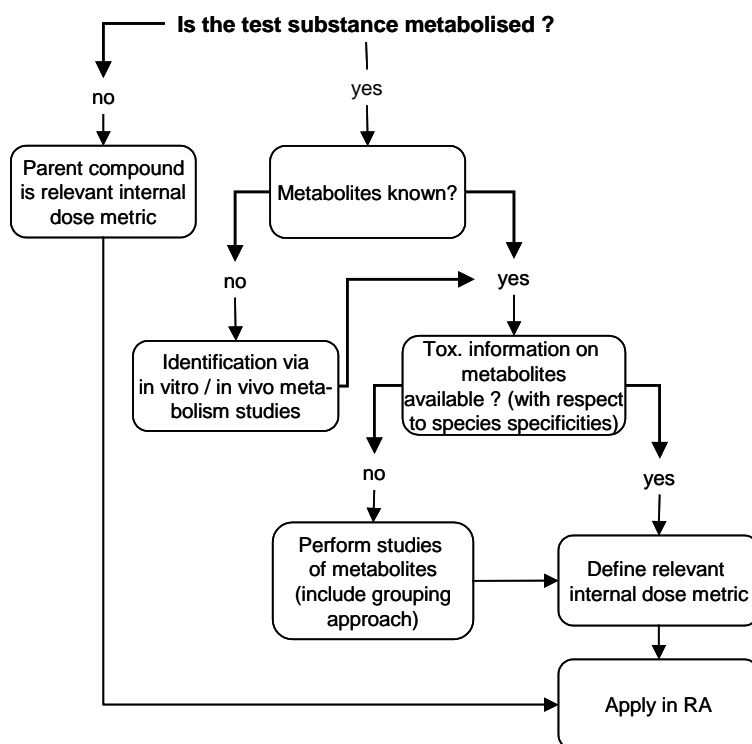 Is the test substance metabolised ?
no
yes
Parent compound
is relevant internal
dose metric
Metabolites known?
no
yes
Identification via
in vitro / in vivo meta-
bolism studies
Tox. information on
metabolites
available ? (with respect
to species specificities)
no
yes
Perform studies
of metabolites
(include grouping
approach)
Define relevant
internal dose metric
Apply in RA